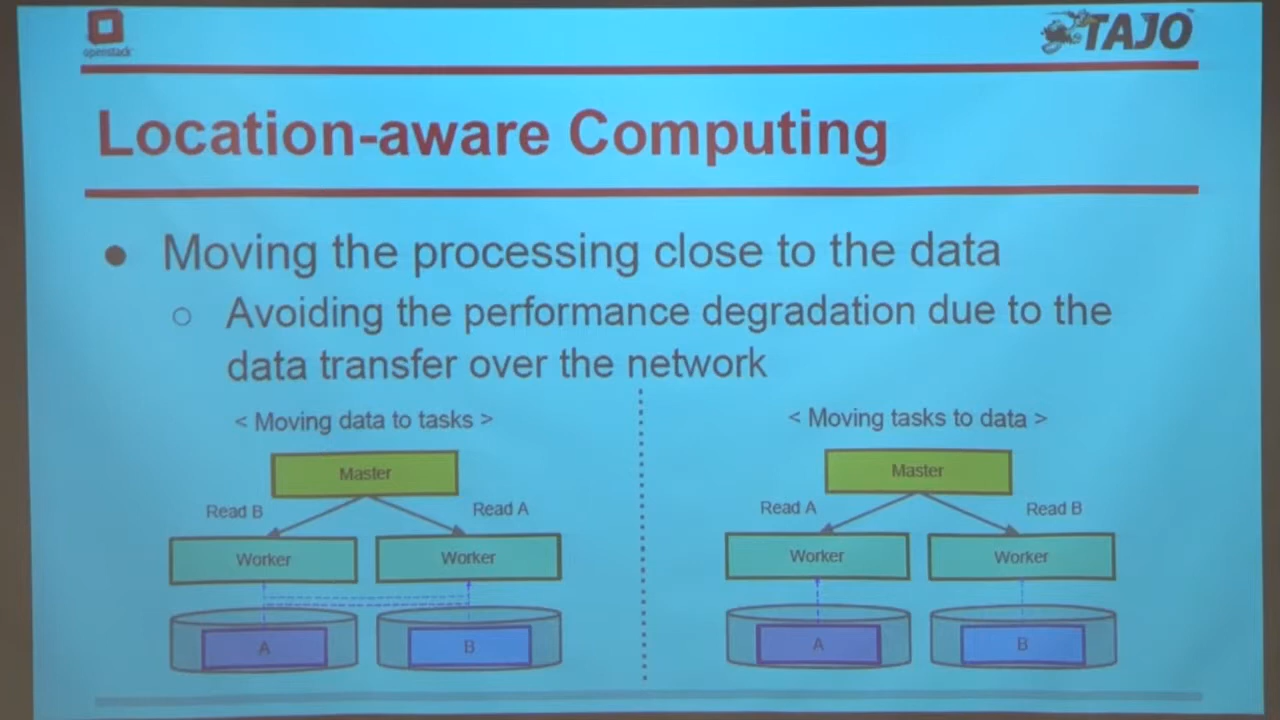 openstack
TAJO
Location-aware Computing
● Moving the processing close to the data
○ Avoiding the performance degradation due to the
data transfer over the network
< Moving data to tasks >
Master
Read B
Read A
Worker
Worker
A
B
< Moving tasks to data >
Master
Read A
Read B
Worker
Worker
A
B